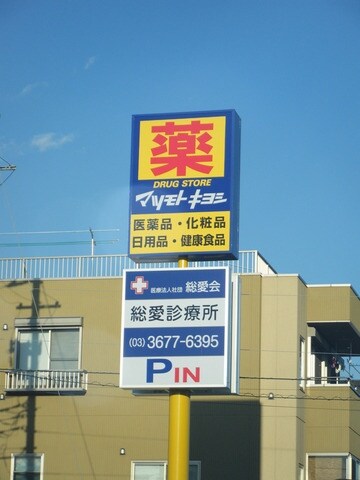 薬
DRUG STORE
マツモトキヨシ
医薬品・化粧品
日用品・健康食品
医療法人社団 総愛会
総愛診療所
(03) 3677-6395
PIN